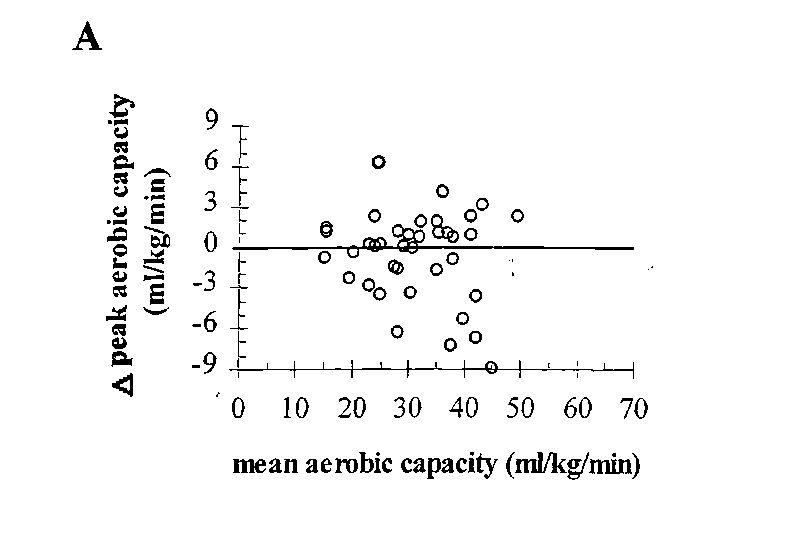 A
Δ peak aerobic capacity
(ml/kg/min)
9
6
3
0
-3
-6
-9
0 10 20 30 40 50 60 70
mean aerobic capacity (ml/kg/min)